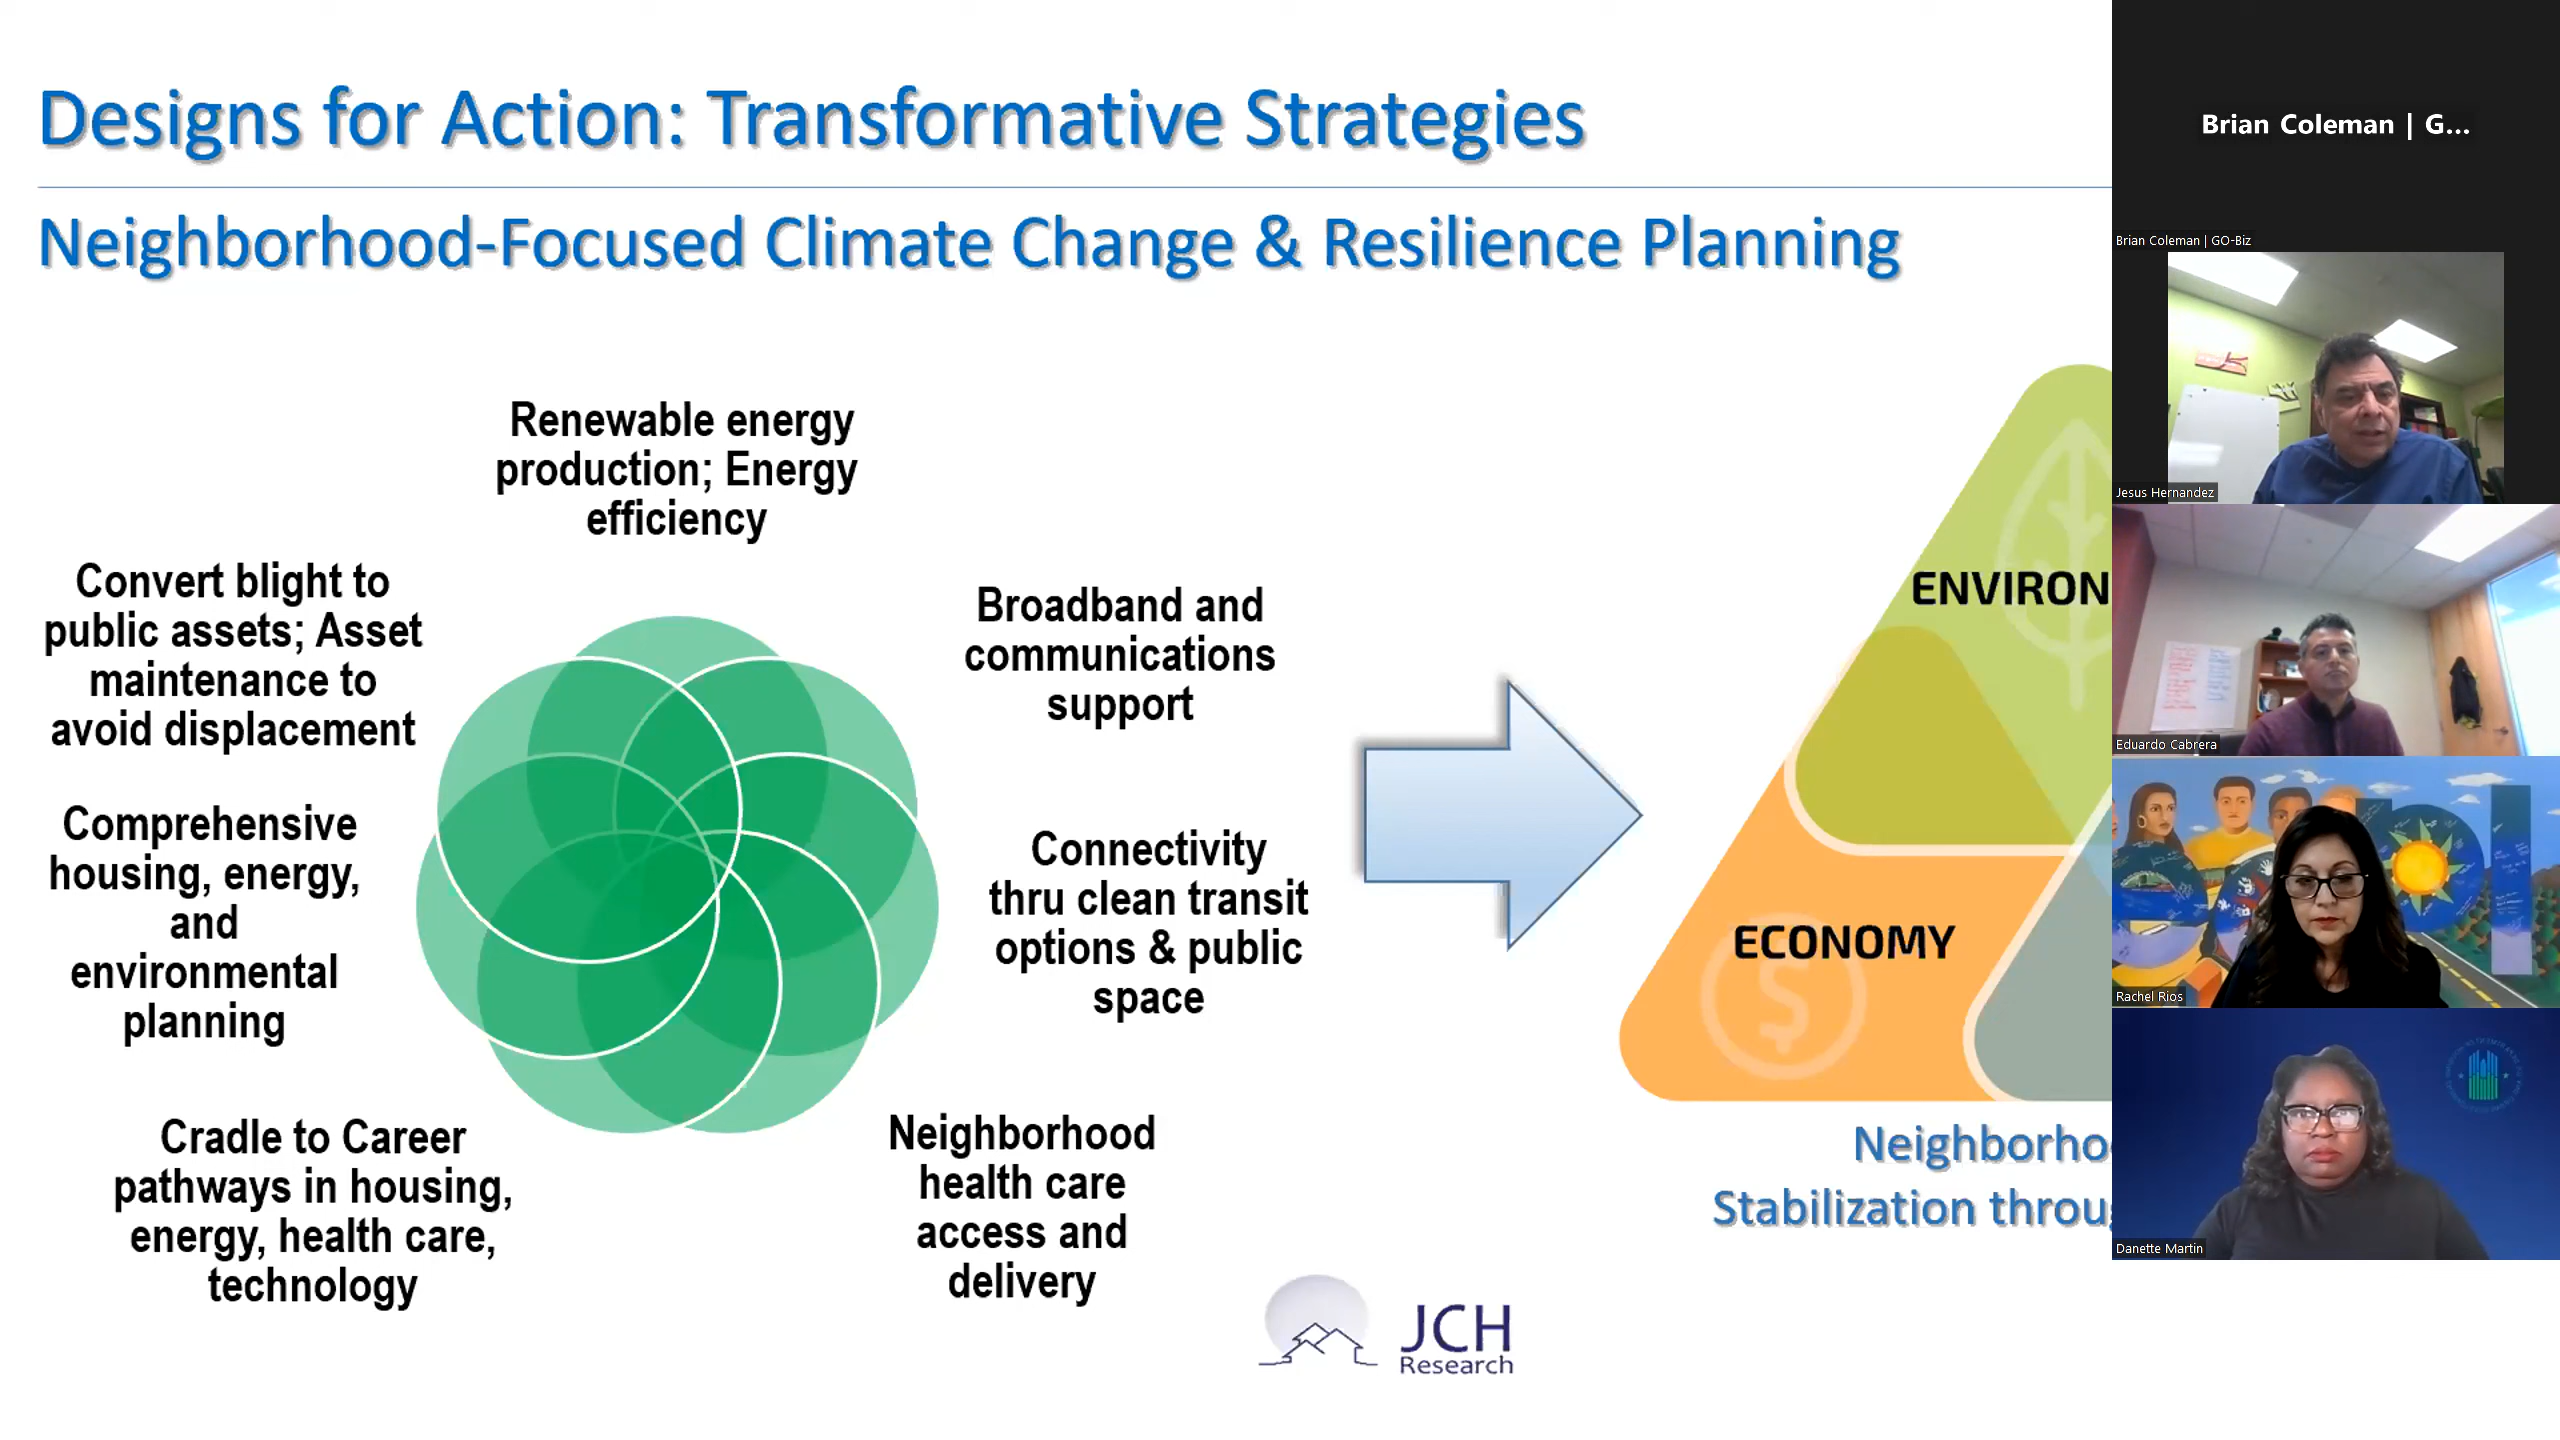 Designs for Action: Transformative Strategies
Neighborhood-Focused Climate Change & Resilience Planning
Renewable energy
production; Energy
efficiency
Convert blight to
public assets; Asset
maintenance to
avoid displacement
Broadband and
communications
support
Comprehensive
housing, energy,
and
environmental
planning
Connectivity
thru clean transit
options & public
space
Cradle to Career
pathways in housing,
energy, health care,
technology
Neighborhood
health care
access and
delivery
ENVIRON
ECONOMY
$
Neighborho
Stabilization throug
JCH
Research
Brian Coleman | G...
Brian Coleman | GO-Biz
Jesus Hernandez
Eduardo Cabrera
Rachel Rios
Danette Martin